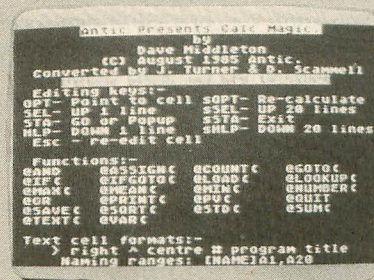 Antic Presents Calc Magic.
by
Dave Middleton
(C) August 1985 Antic.
Converted by J. Turner & D. Scammell
Editing keys:-
OPT- Point to cell SOPT- Re-calculate
SEL- UP 1 line SSEL- UP 20 lines
STA- GO or Popup SSTA- Exit
HLP- DOWN 1 line SHLP- DOWN 20 lines
Esc - re-edit cell
Functions:-
@AND @ASSIGN( @COUNT( @GOTO(
@IF( @LOAD( @LOOKUP(
@MAX( @MEAN( @MIN( @NUMBER(
@OR @PRINT( @PV( @QUIT
@SAVE( @SQR( @STD( @SUM(
@TEXT( @VAR(
Text cell formats:-
> right ^ centre # program title
Naming ranges: [NAME]A1,A20